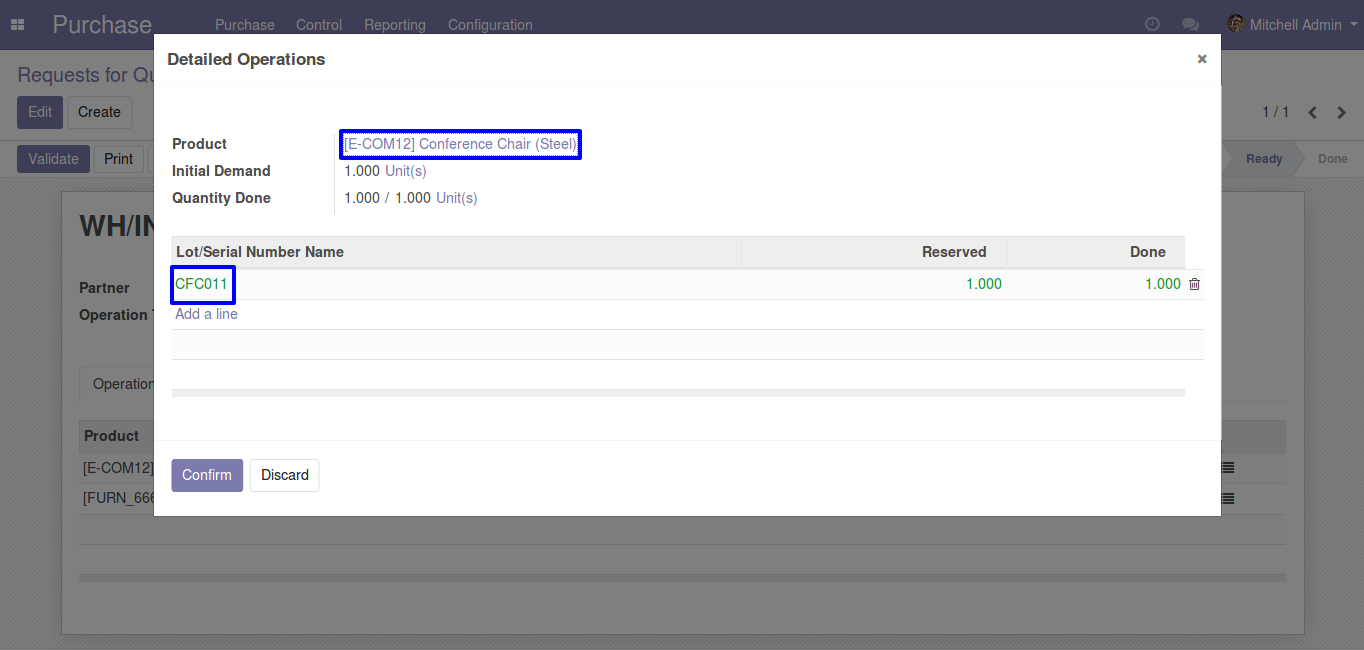 Purchase Purchase Control Reporting Configuration Mitchell Admin
Detailed Operations ×
Requests for Qu
Edit Create 1 / 1
Validate Print Ready Done
Product [E-COM12] Conference Chair (Steel)
Initial Demand 1.000 Unit(s)
Quantity Done 1.000 / 1.000 Unit(s)
WH/IN
Lot/Serial Number Name Reserved Done
Partner CFC011 1.000 1.000
Operation
Add a line
Operation
Product
[E-COM12]
Confirm Discard
[FURN_666